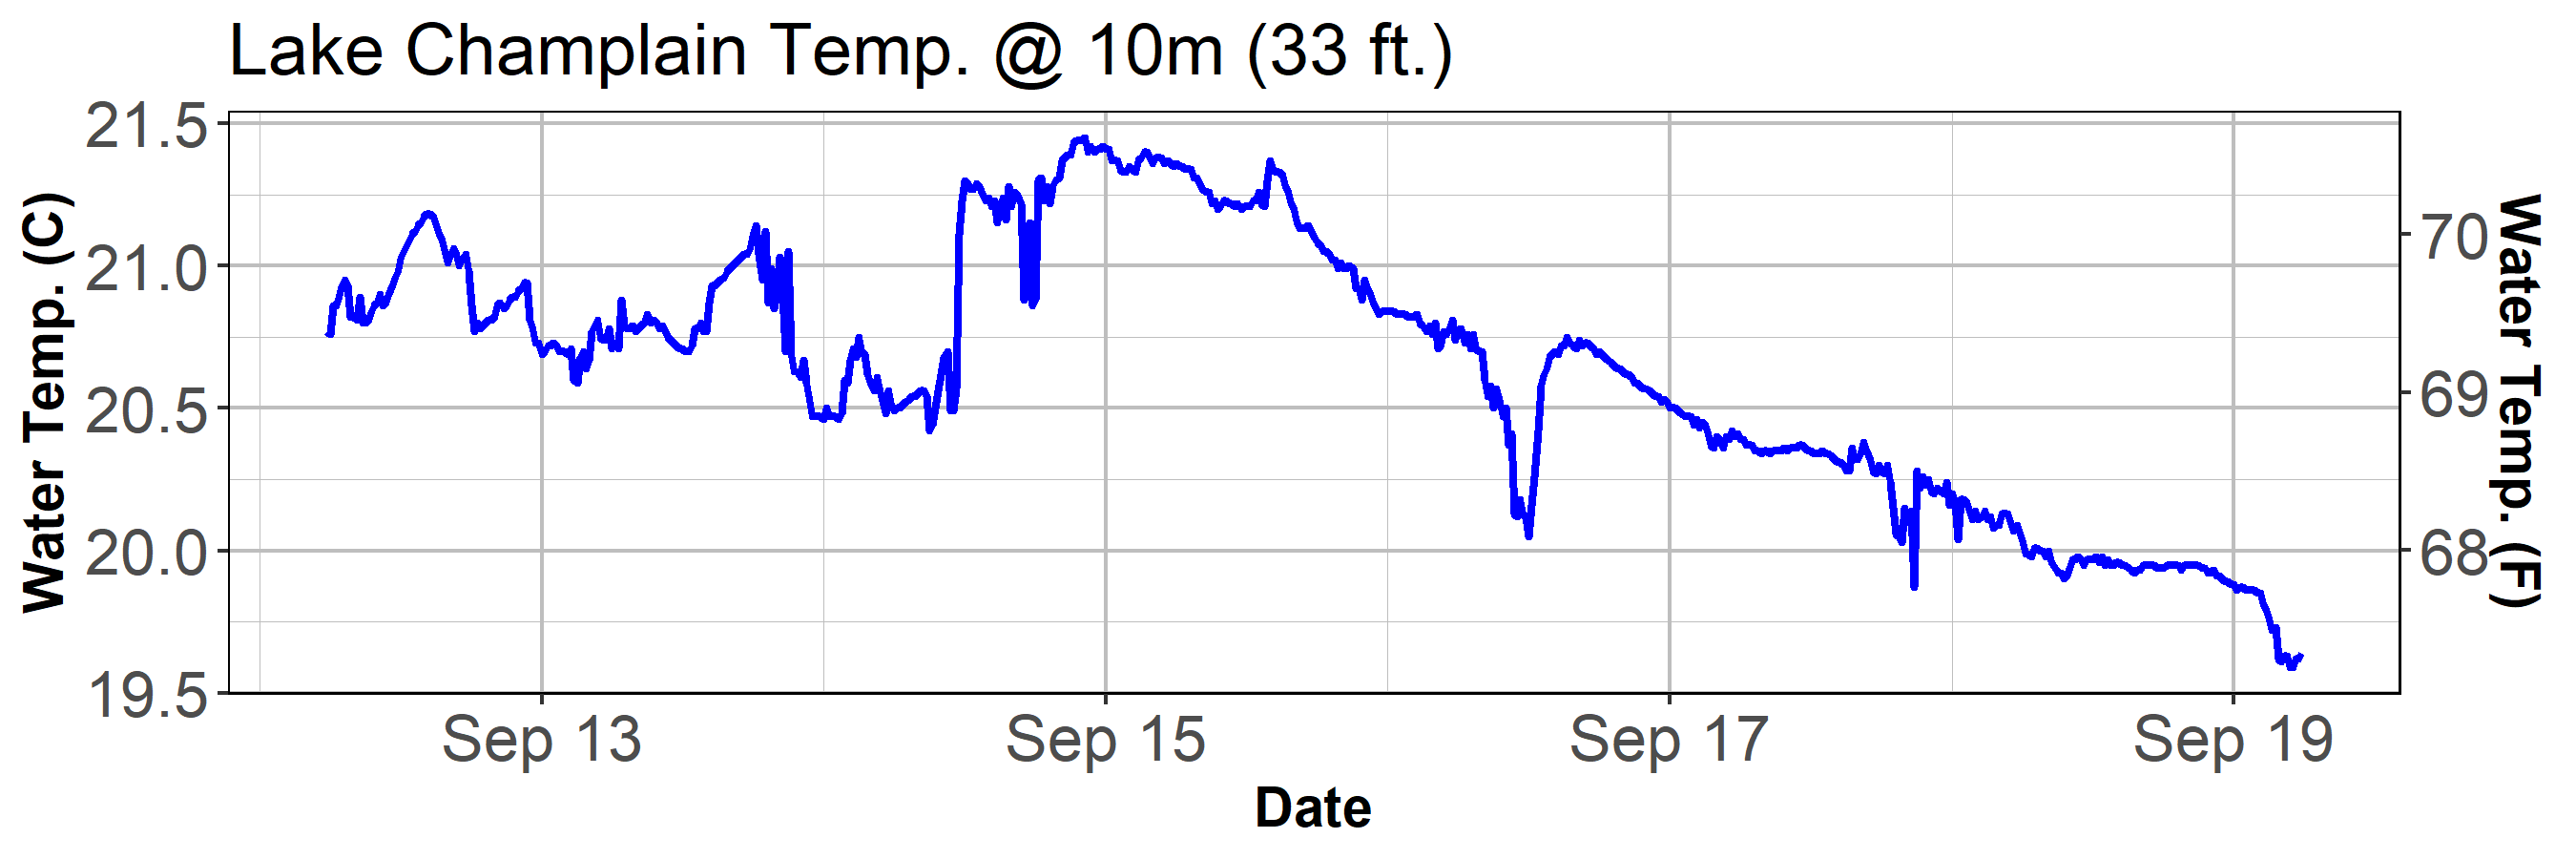 Lake Champlain Temp. @ 10m (33 ft.)
Water Temp. (C)
21.5
21.0
20.5
20.0
19.5
70
69
68
Water Temp. (F)
Sep 13 Sep 15 Sep 17 Sep 19
Date